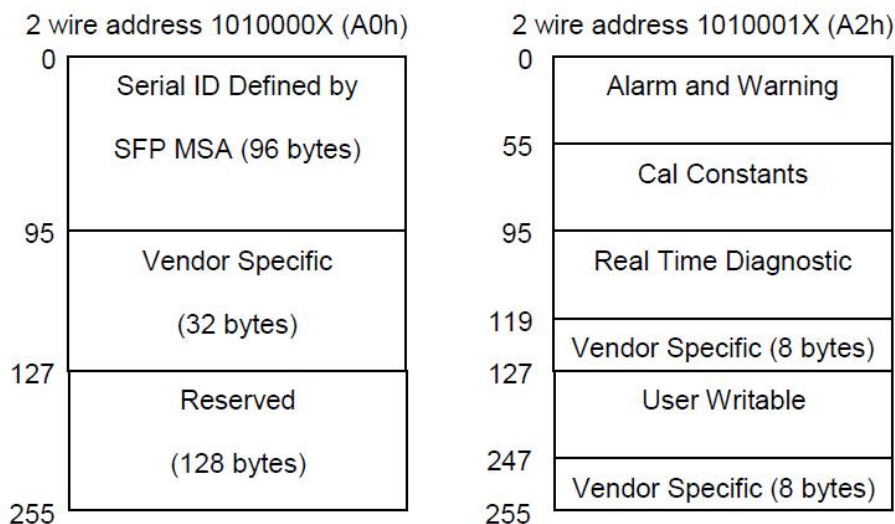 2 wire address 1010000X (A0h)
0
Serial ID Defined by
SFP MSA (96 bytes)
95
Vendor Specific
(32 bytes)
127
Reserved
(128 bytes)
255
2 wire address 1010001X (A2h)
0
Alarm and Warning
55
Cal Constants
95
Real Time Diagnostic
119
Vendor Specific (8 bytes)
127
User Writable
247
Vendor Specific (8 bytes)
255